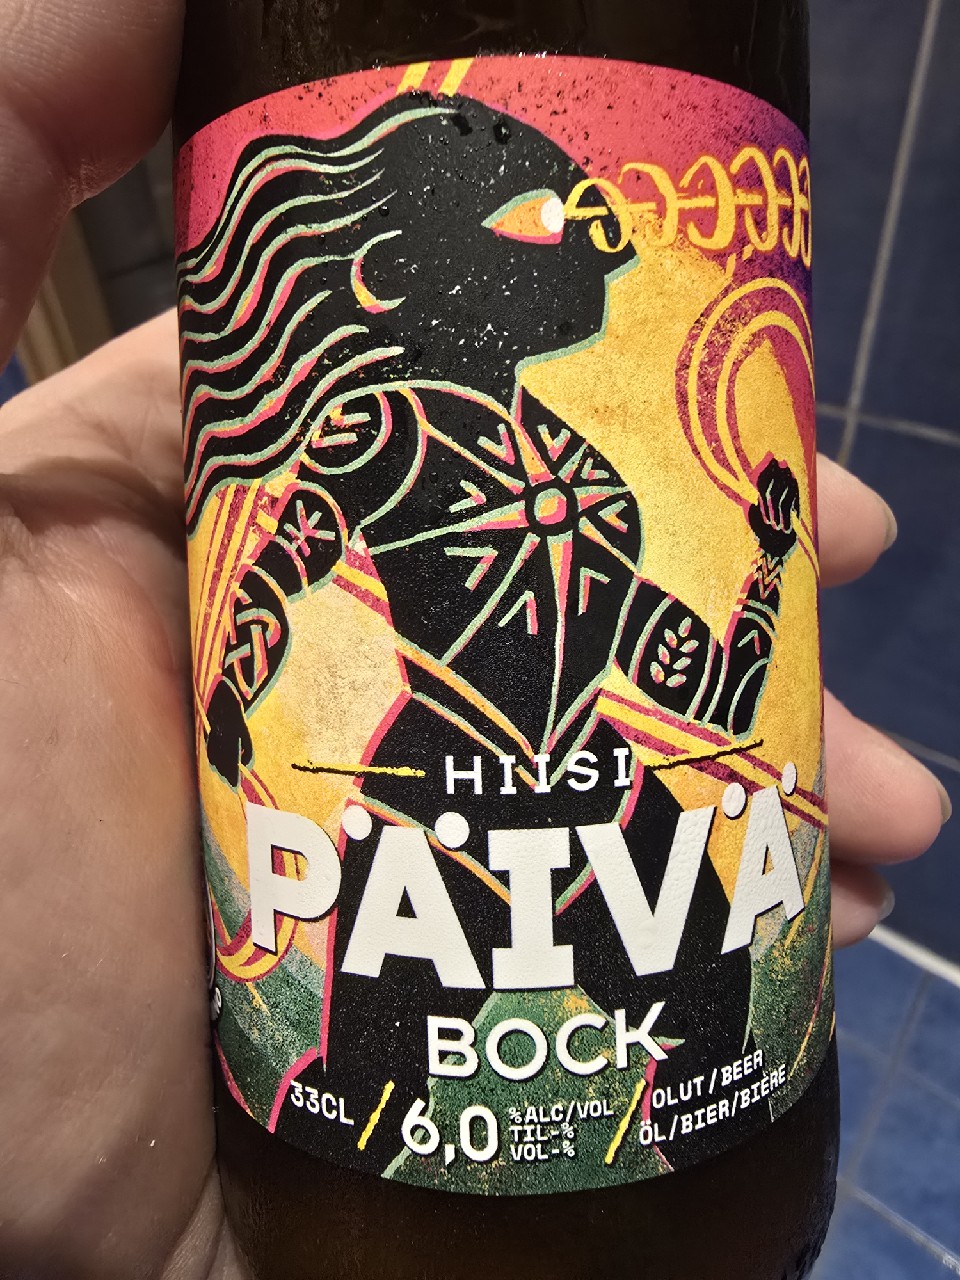 HIISI
PÄIVÄ
BOCK
33CL / 6,0 %ALC/VOL
TIL-%
VOL-%
/ OLUT/BEER
ÖL/BIER/BIÈRE